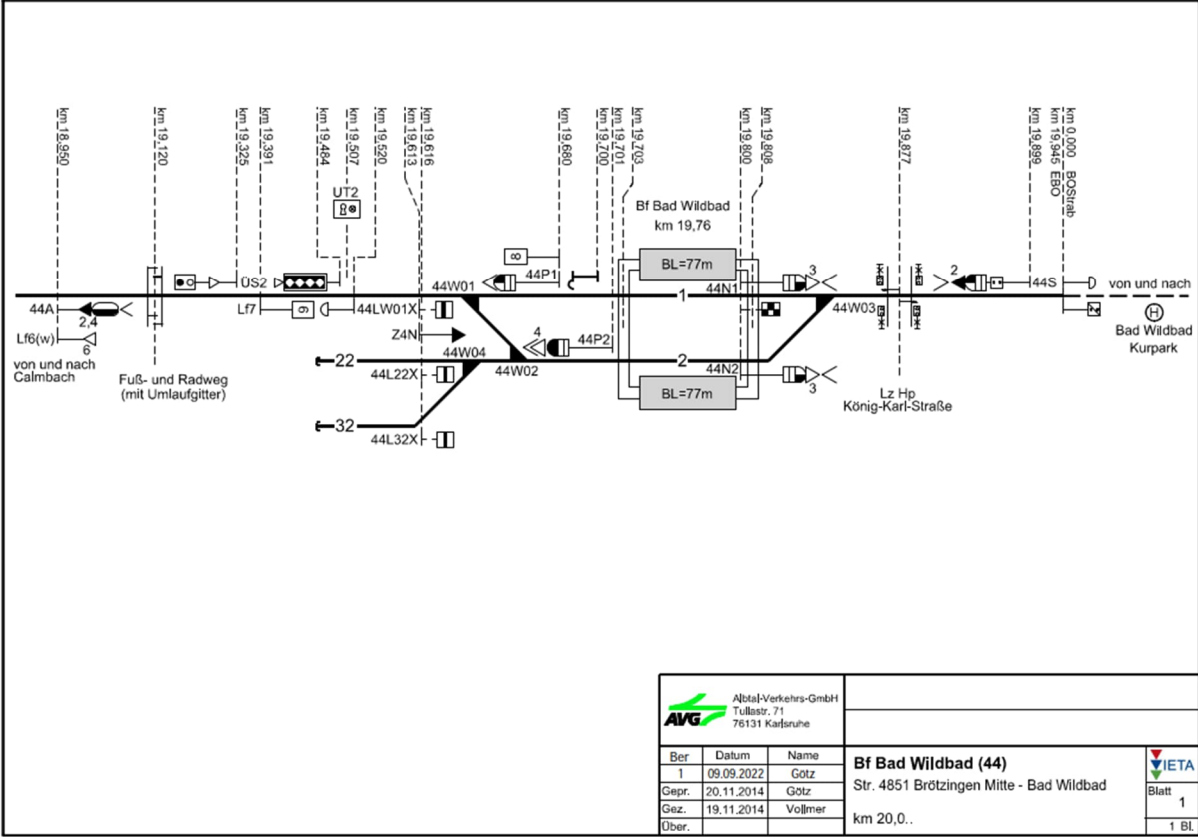 km 18,950
km 19,120
km 19,325
km 19,391
km 19,484
km 19,507
km 19,520
km 19,613
km 19,616
km 19,680
km 19,700
km 19,701
km 19,703
km 19,800
km 19,808
km 19,877
km 19,899
km 19,945 EBO
km 0,000 BOStrab
UT2
Bf Bad Wildbad
km 19,76
BL=77m
8
44P1
3
2
ÜS2
44W01
1
44N1
44S
von und nach
44A
2,4
Lf7
6
44LW01X
44W03
2
H
Bad Wildbad
Kurpark
Lf6(w)
6
Z4N
4
44P2
von und nach
Calmbach
22
44W04
44W02
2
44N2
Fuß- und Radweg
(mit Umlaufgitter)
44L22X
BL=77m
3
Lz Hp
König-Karl-Straße
32
44L32X
AVG
Albtal-Verkehrs-GmbH
Tullastr. 71
76131 Karlsruhe
Ber Datum Name
1 09.09.2022 Götz
Gepr. 20.11.2014 Götz
Gez. 19.11.2014 Vollmer
Über.
Bf Bad Wildbad (44)
Str. 4851 Brötzingen Mitte - Bad Wildbad
km 20,0..
VIETA
Blatt
1
1 Bl.